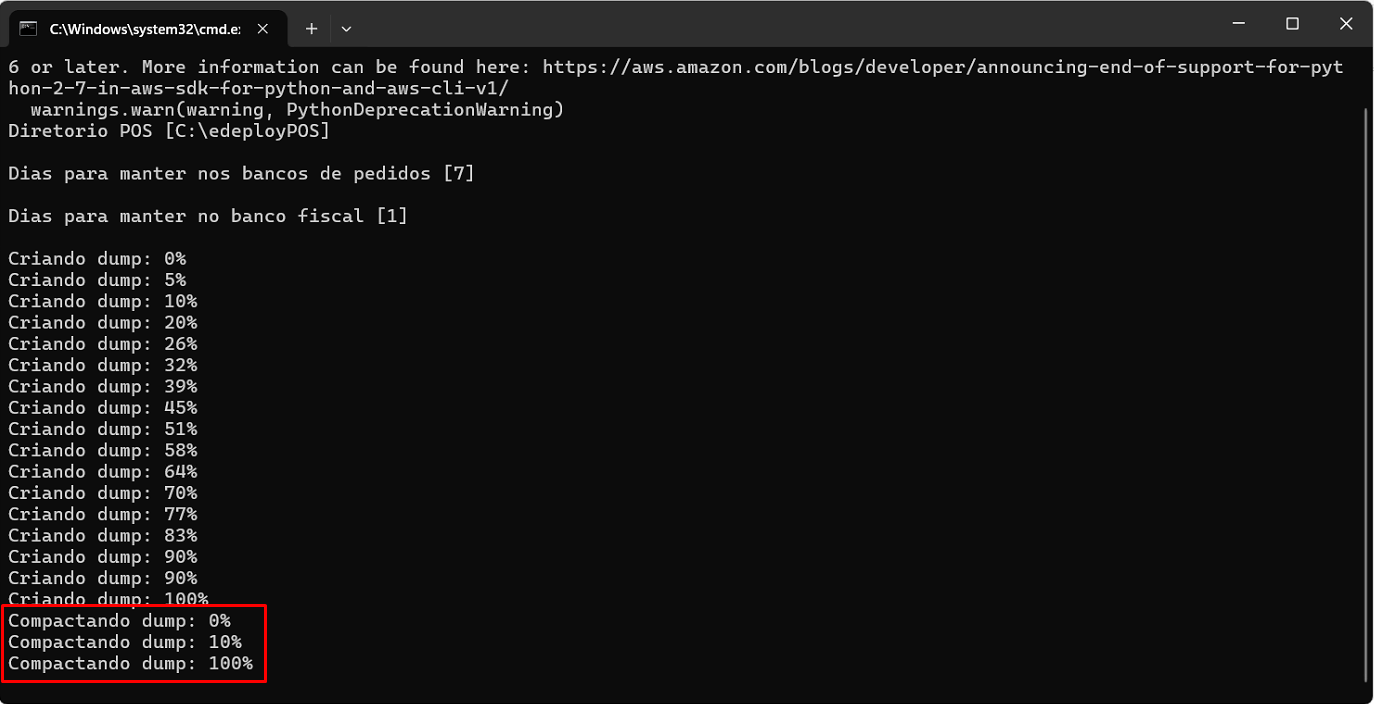 C:\Windows\system32\cmd.e
6 or later. More information can be found here: https://aws.amazon.com/blogs/developer/announcing-end-of-support-for-pyt
hon-2-7-in-aws-sdk-for-python-and-aws-cli-v1/
  warnings.warn(warning, PythonDeprecationWarning)
Diretorio POS [C:\edeployPOS]
Dias para manter nos bancos de pedidos [7]
Dias para manter no banco fiscal [1]
Criando dump: 0%
Criando dump: 5%
Criando dump: 10%
Criando dump: 20%
Criando dump: 26%
Criando dump: 32%
Criando dump: 39%
Criando dump: 45%
Criando dump: 51%
Criando dump: 58%
Criando dump: 64%
Criando dump: 70%
Criando dump: 77%
Criando dump: 83%
Criando dump: 90%
Criando dump: 90%
Criando dump: 100%
Compactando dump: 0%
Compactando dump: 10%
Compactando dump: 100%